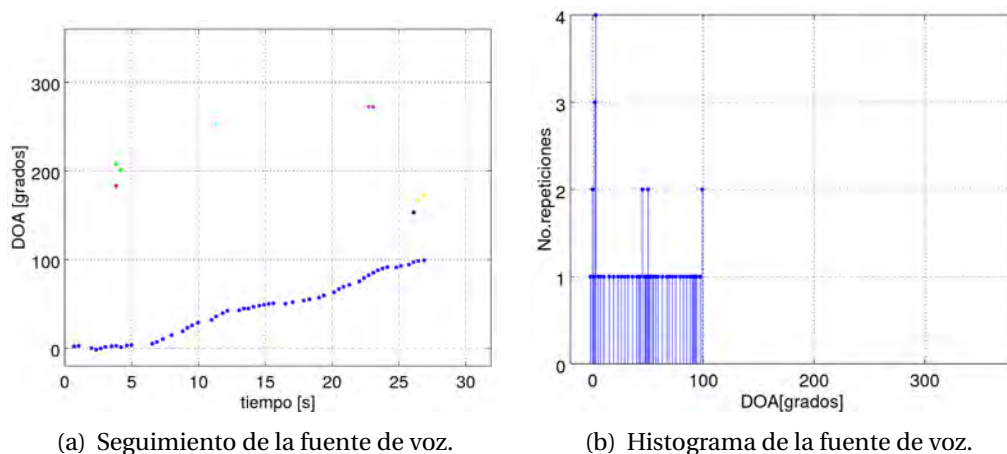 300
200
100
0
DOA [grados]
0 5 10 15 20 25 30
tiempo [s]
(a) Seguimiento de la fuente de voz.
4
3
2
1
0
No.repeticiones
0 100 200 300
DOA[grados]
(b) Histograma de la fuente de voz.